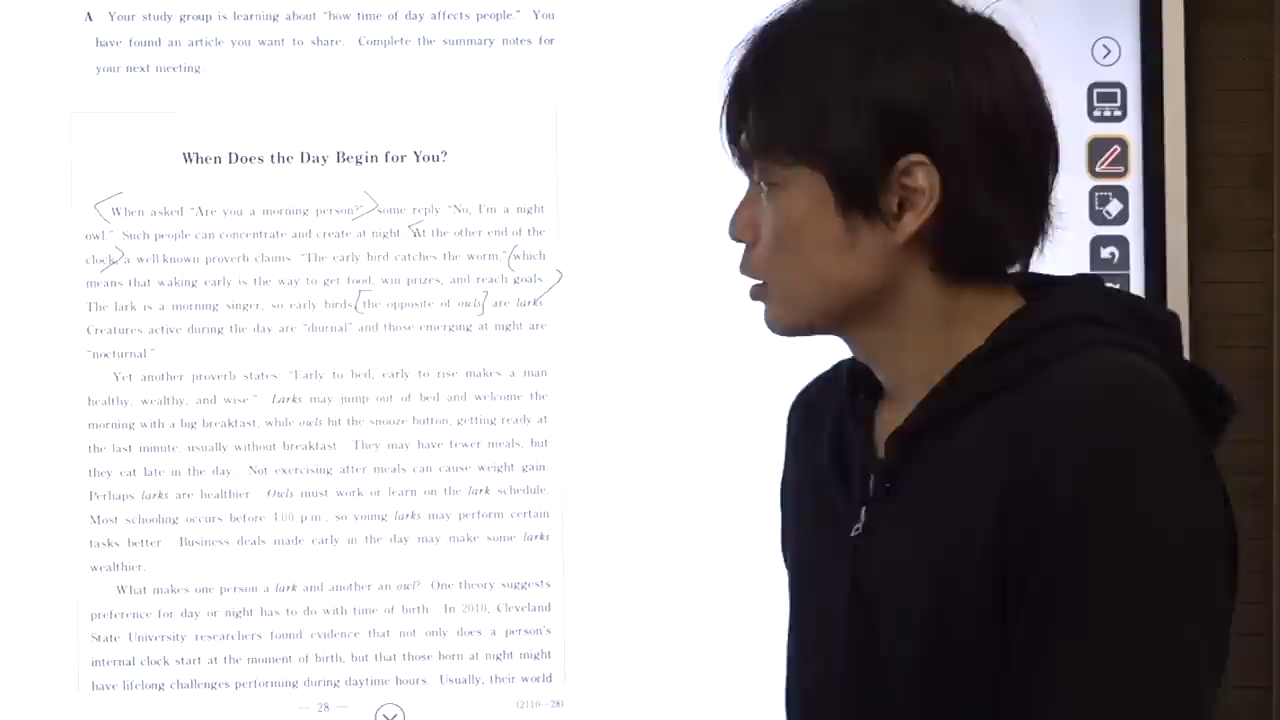 A Your study group is learning about “how time of day affects people.” You
have found an article you want to share. Complete the summary notes for
your next meeting.
When Does the Day Begin for You?
When asked “Are you a morning person?” some reply “No, I'm a night
owl.” Such people can concentrate and create at night. At the other end of the
clock, a well-known proverb claims “The early bird catches the worm,” which
means that waking early is the way to get food, win prizes, and reach goals.
The lark is a morning singer, so early birds, the opposite of owls, are larks.
Creatures active during the day are “diurnal” and those emerging at night are
“nocturnal.”
Yet another proverb states: “Early to bed, early to rise makes a man
healthy, wealthy, and wise.” Larks may jump out of bed and welcome the
morning with a big breakfast, while owls hit the snooze button, getting ready at
the last minute, usually without breakfast. They may have fewer meals, but
they eat late in the day. Not exercising after meals can cause weight gain.
Perhaps larks are healthier. Owls must work or learn on the lark schedule.
Most schooling occurs before 4:00 p.m., so young larks may perform certain
tasks better. Business deals made early in the day may make some larks
wealthier.
What makes one person a lark and another an owl? One theory suggests
preference for day or night has to do with time of birth. In 2010, Cleveland
State University researchers found evidence that not only does a person's
internal clock start at the moment of birth, but that those born at night might
have lifelong challenges performing during daytime hours. Usually, their world
— 28 —
(2110—28)